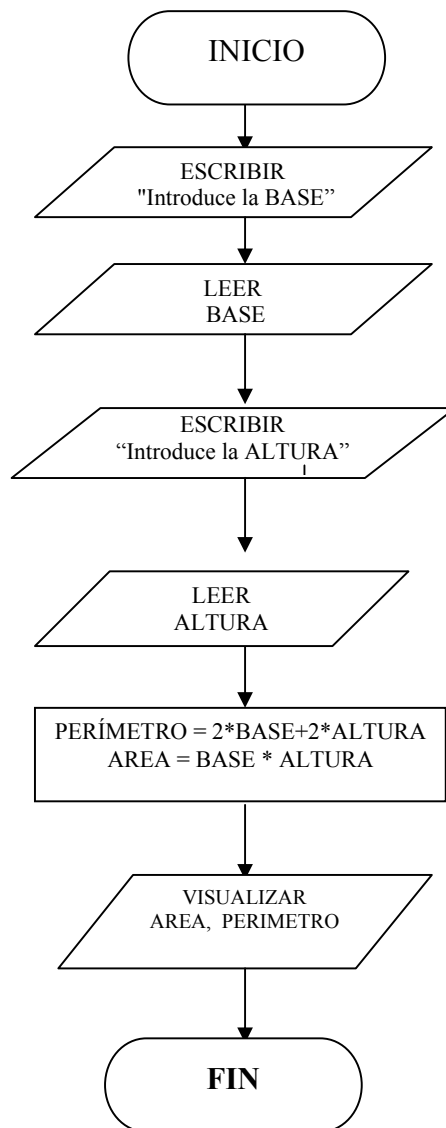 INICIO
ESCRIBIR
"Introduce la BASE”
LEER
BASE
ESCRIBIR
“Introduce la ALTURA”
LEER
ALTURA
PERÍMETRO = 2*BASE+2*ALTURA
AREA = BASE * ALTURA
VISUALIZAR
AREA, PERIMETRO
FIN